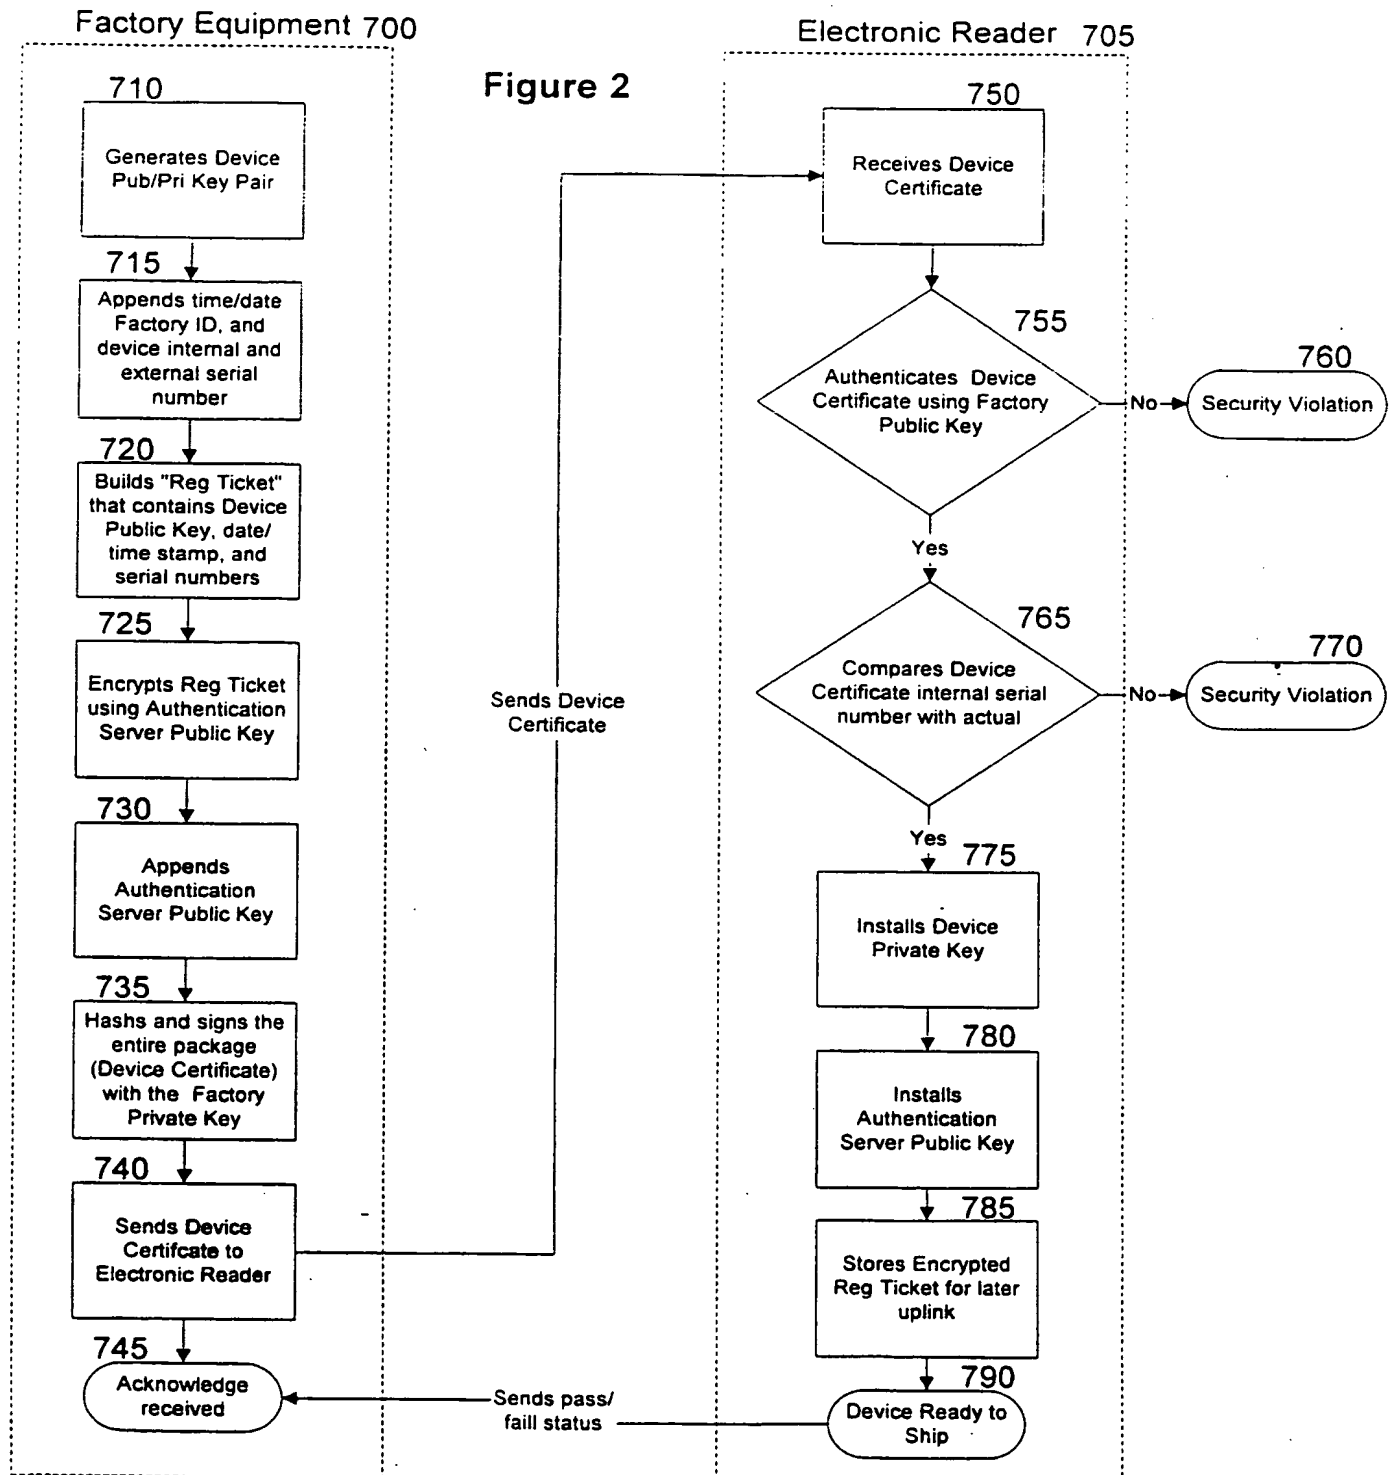 Factory Equipment 700
710
Generates Device
Pub/Pri Key Pair
715
Appends time/date
Factory ID, and
device internal and
external serial
number
720
Builds "Reg Ticket"
that contains Device
Public Key, date/
time stamp, and
serial numbers
725
Encrypts Reg Ticket
using Authentication
Server Public Key
730
Appends
Authentication
Server Public Key
735
Hashs and signs the
entire package
(Device Certificate)
with the Factory
Private Key
740
Sends Device
Certifcate to
Electronic Reader
745
Acknowledge
received
Figure 2
Sends Device
Certificate
Sends pass/
faill status
Electronic Reader 705
750
Receives Device
Certificate
755
Authenticates Device
Certificate using Factory
Public Key
No
760
Security Violation
Yes
765
Compares Device
Certificate internal serial
number with actual
No
770
Security Violation
Yes
775
Installs Device
Private Key
780
Installs
Authentication
Server Public Key
785
Stores Encrypted
Reg Ticket for later
uplink
790
Device Ready to
Ship